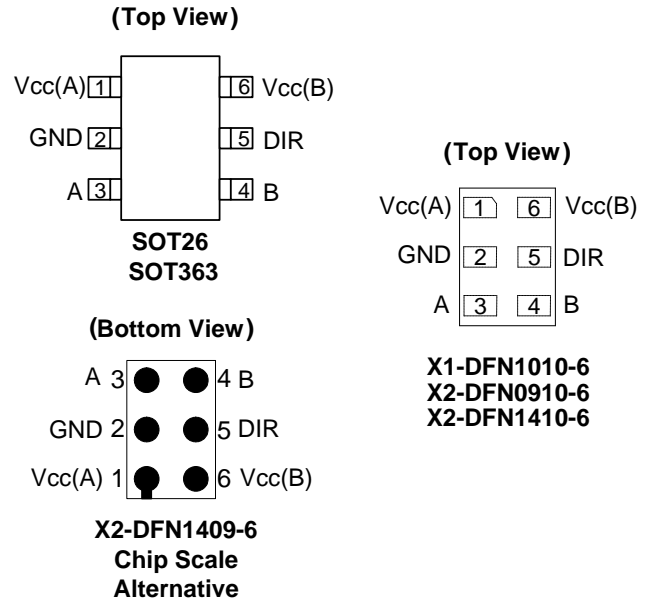 (Top View)
Vcc(A) 1 6 Vcc(B)
GND 2 5 DIR
A 3 4 B
SOT26
SOT363
(Top View)
Vcc(A) 1 6 Vcc(B)
GND 2 5 DIR
A 3 4 B
X1-DFN1010-6
X2-DFN0910-6
X2-DFN1410-6
(Bottom View)
A 3 4 B
GND 2 5 DIR
Vcc(A) 1 6 Vcc(B)
X2-DFN1409-6
Chip Scale
Alternative